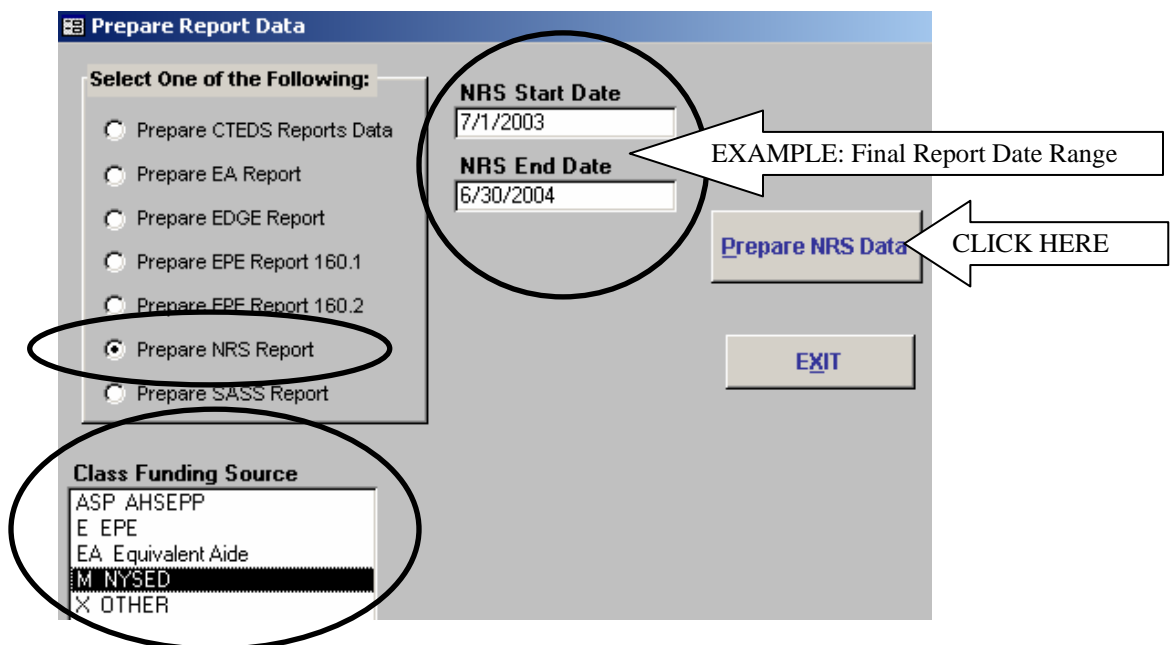 Prepare Report Data
Select One of the Following:
Prepare CTEDS Reports Data
Prepare EA Report
Prepare EDGE Report
Prepare EPE Report 160.1
Prepare EPE Report 160.2
Prepare NRS Report
Prepare SASS Report
NRS Start Date
7/1/2003
NRS End Date
6/30/2004
EXAMPLE: Final Report Date Range
Prepare NRS Data
CLICK HERE
EXIT
Class Funding Source
ASP AHSEPP
E EPE
EA Equivalent Aide
M NYSED
X OTHER